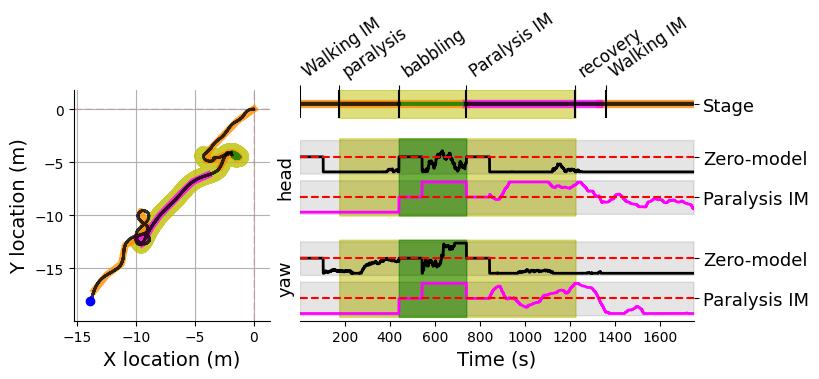 Walking IM
paralysis
babbling
Paralysis IM
recovery
Walking IM
Stage
head
Zero-model
Paralysis IM
yaw
Zero-model
Paralysis IM
200 400 600 800 1000 1200 1400 1600
Time (s)
Y location (m)
0
−5
−10
−15
−15 −10 −5 0
X location (m)